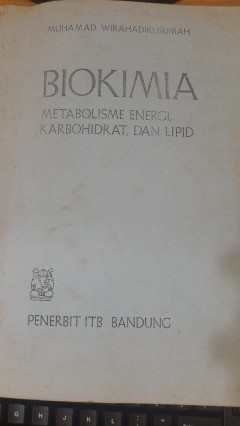 MUHAMAD WIRAHADIKUSUMAH
BIOKIMIA
METABOLISME ENERGI,
KARBOHIDRAT, DAN LIPID
PENERBIT ITB BANDUNG
G H J K L